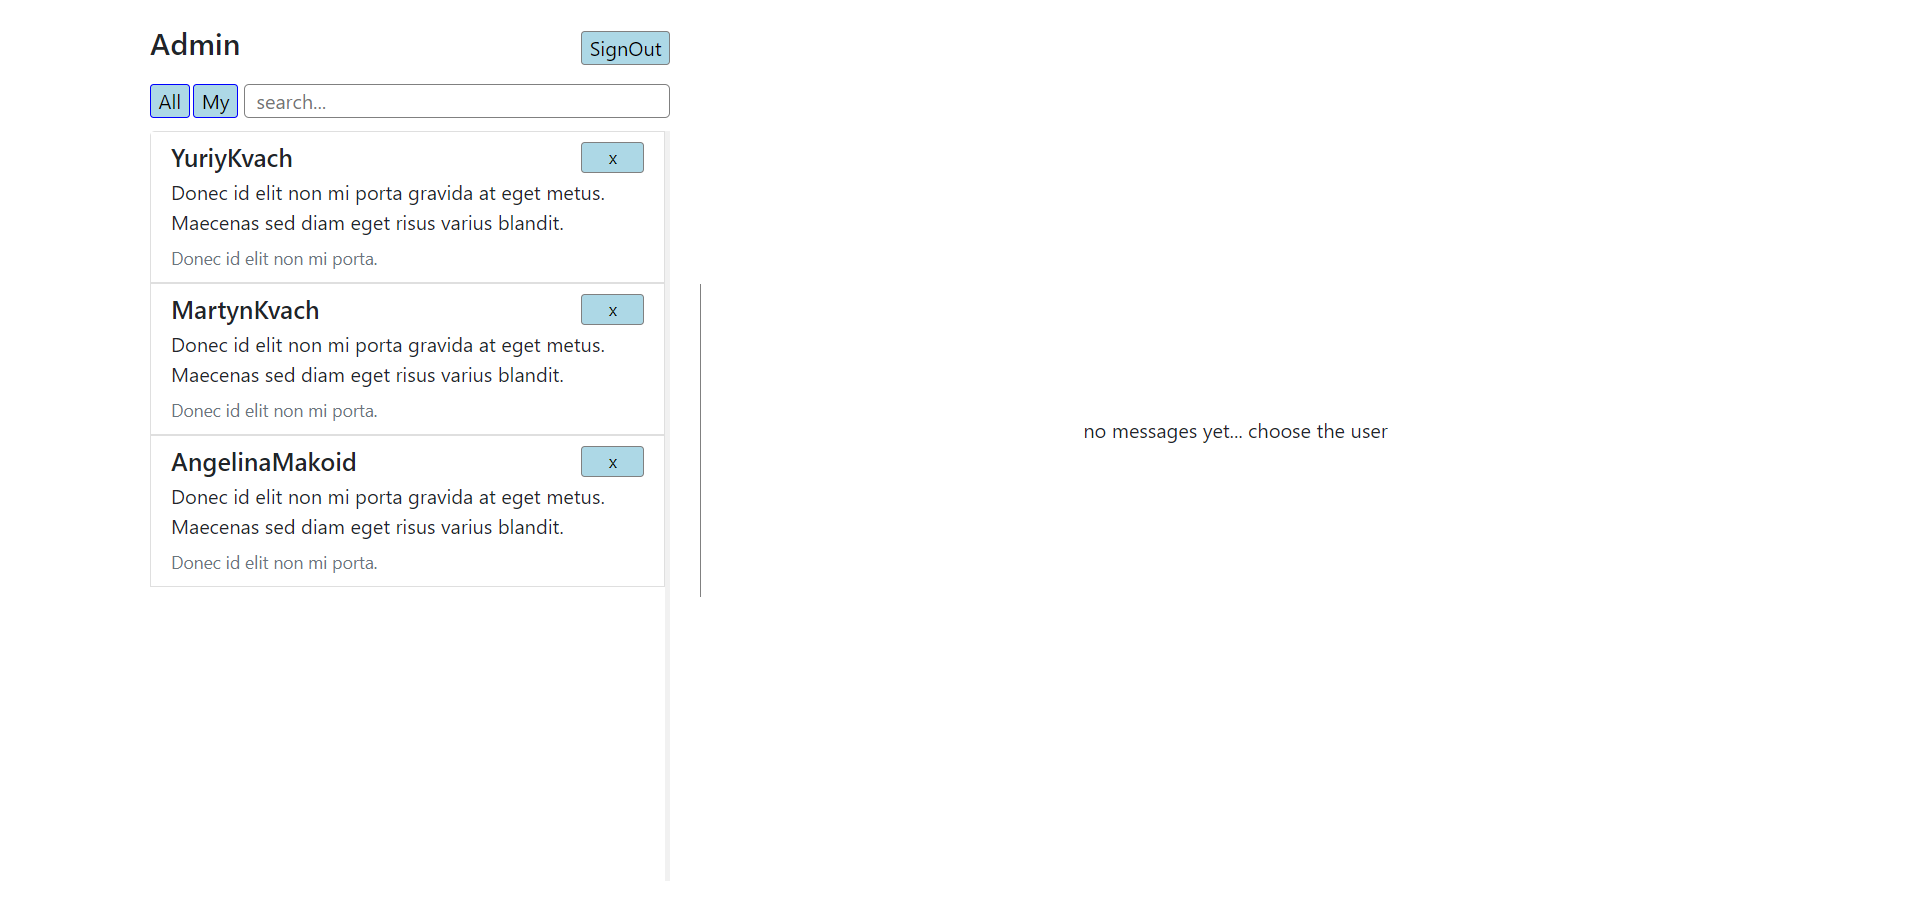 Admin
SignOut
All
My
search...
YuriyKvach
x
Donec id elit non mi porta gravida at eget metus.
Maecenas sed diam eget risus varius blandit.
Donec id elit non mi porta.
MartynKvach
x
Donec id elit non mi porta gravida at eget metus.
Maecenas sed diam eget risus varius blandit.
Donec id elit non mi porta.
AngelinaMakoid
x
Donec id elit non mi porta gravida at eget metus.
Maecenas sed diam eget risus varius blandit.
Donec id elit non mi porta.
no messages yet... choose the user